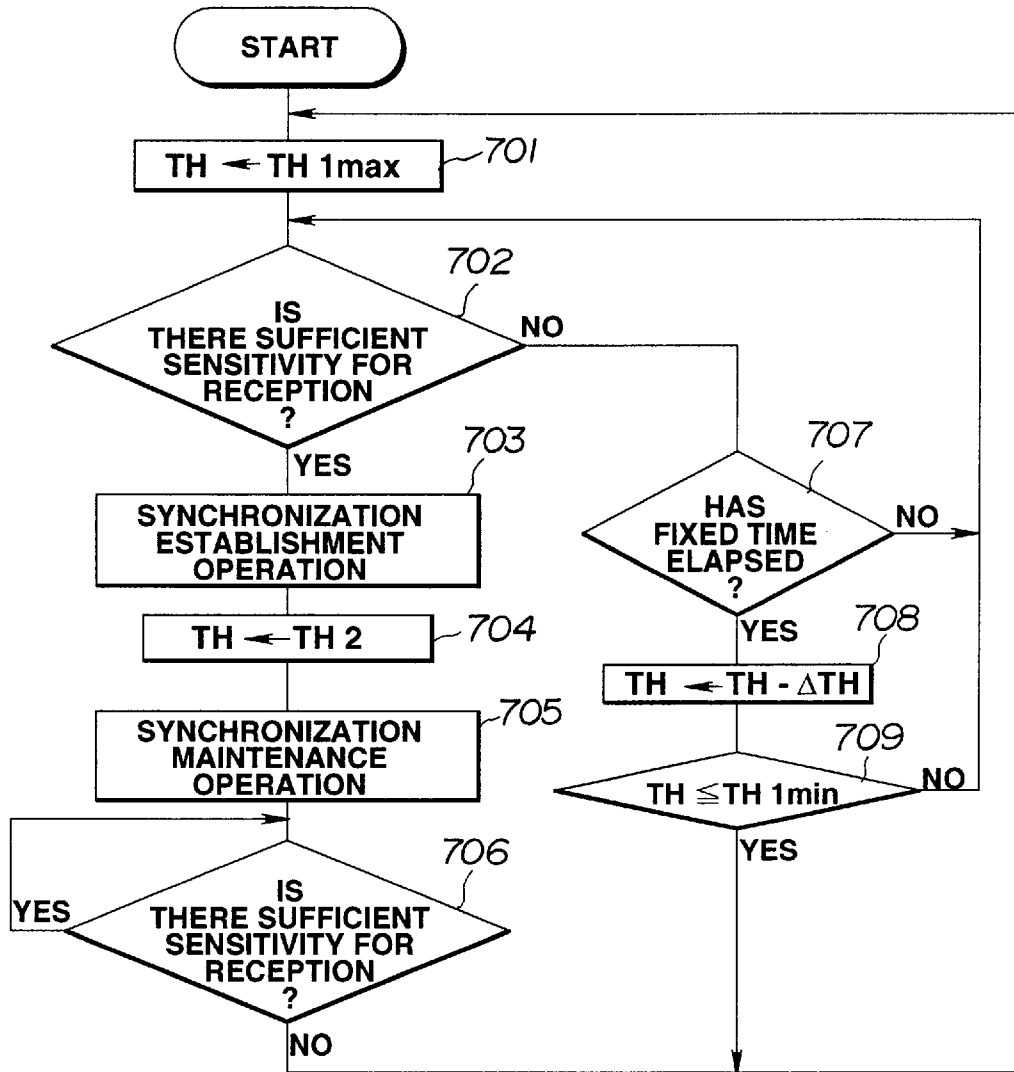 START
TH ← TH 1max
701
702
IS
THERE SUFFICIENT
SENSITIVITY FOR
RECEPTION
?
NO
YES
703
SYNCHRONIZATION
ESTABLISHMENT
OPERATION
TH ← TH 2
704
705
SYNCHRONIZATION
MAINTENANCE
OPERATION
706
IS
THERE SUFFICIENT
SENSITIVITY FOR
RECEPTION
?
YES
NO
707
HAS
FIXED TIME
ELAPSED
?
NO
YES
708
TH ← TH - ΔTH
709
TH ≦ TH 1min
NO
YES